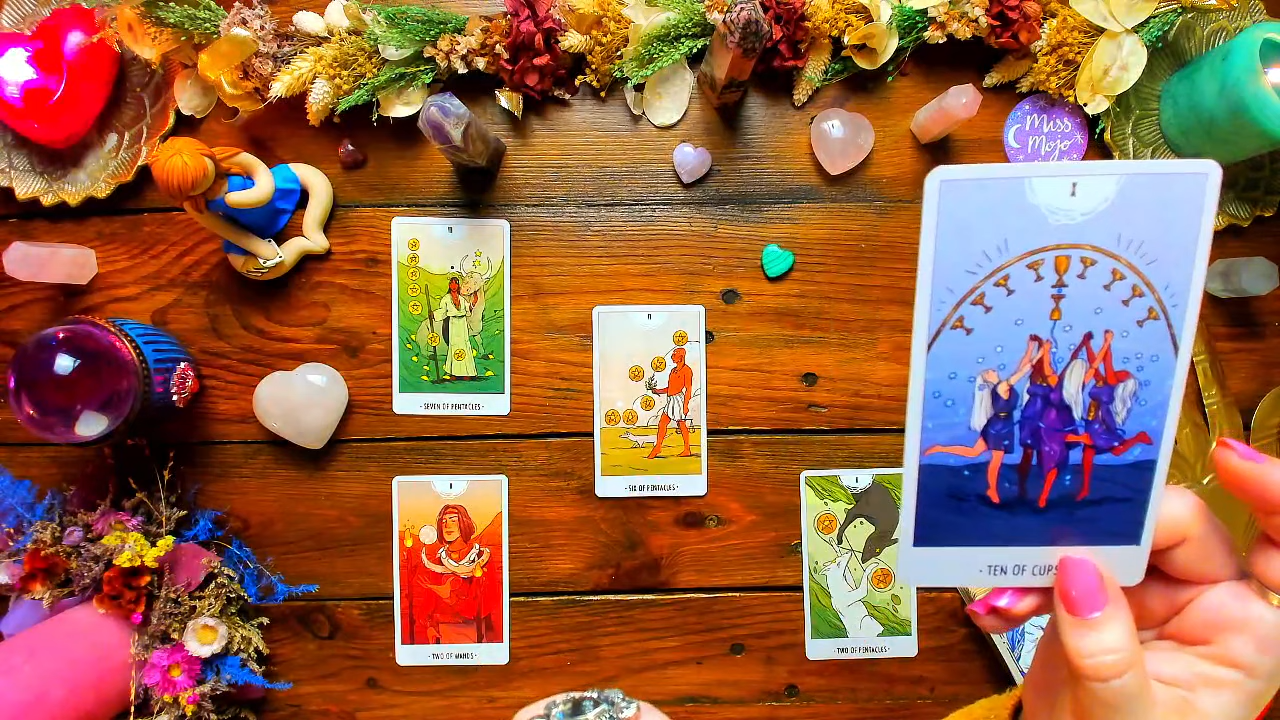 Miss
Mojo
X
· TEN OF CUPS
· SEVEN OF PENTACLES ·
· SIX OF PENTACLES ·
· TWO OF WANDS ·
· TWO OF PENTACLES ·